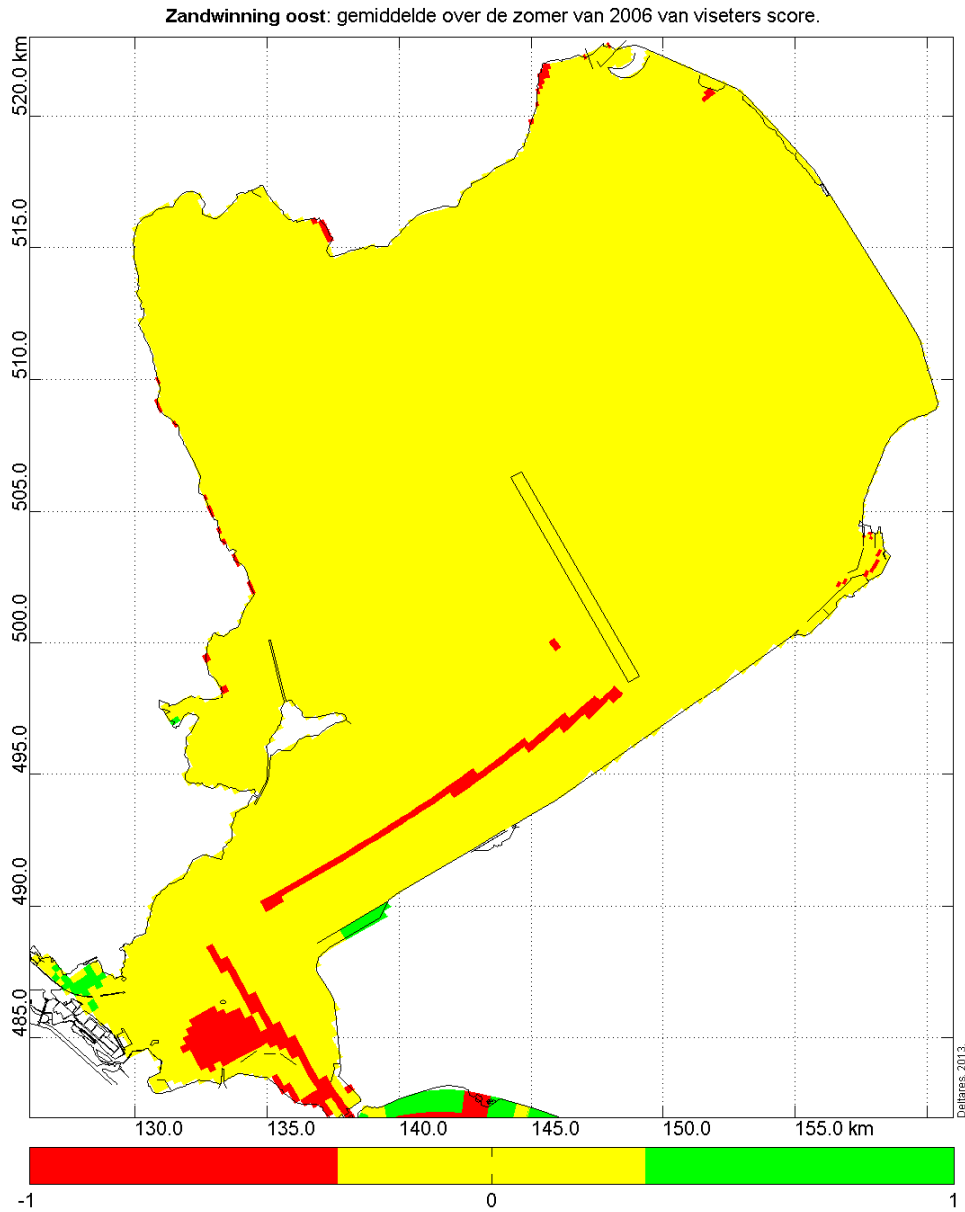 Zandwinning oost: gemiddelde over de zomer van 2006 van viseters score.
520.0 km
515.0
510.0
505.0
500.0
495.0
490.0
485.0
130.0 135.0 140.0 145.0 150.0 155.0 km
Deltares, 2013.
-1 0 1